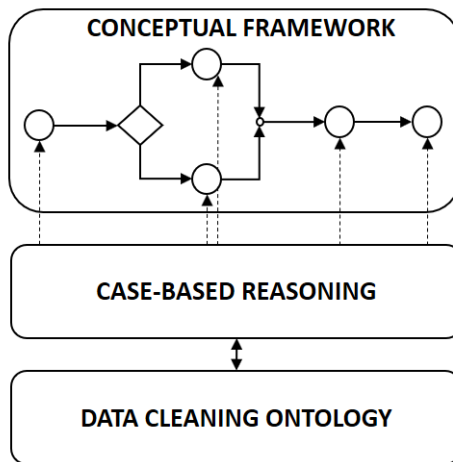 CONCEPTUAL FRAMEWORK
CASE-BASED REASONING
DATA CLEANING ONTOLOGY